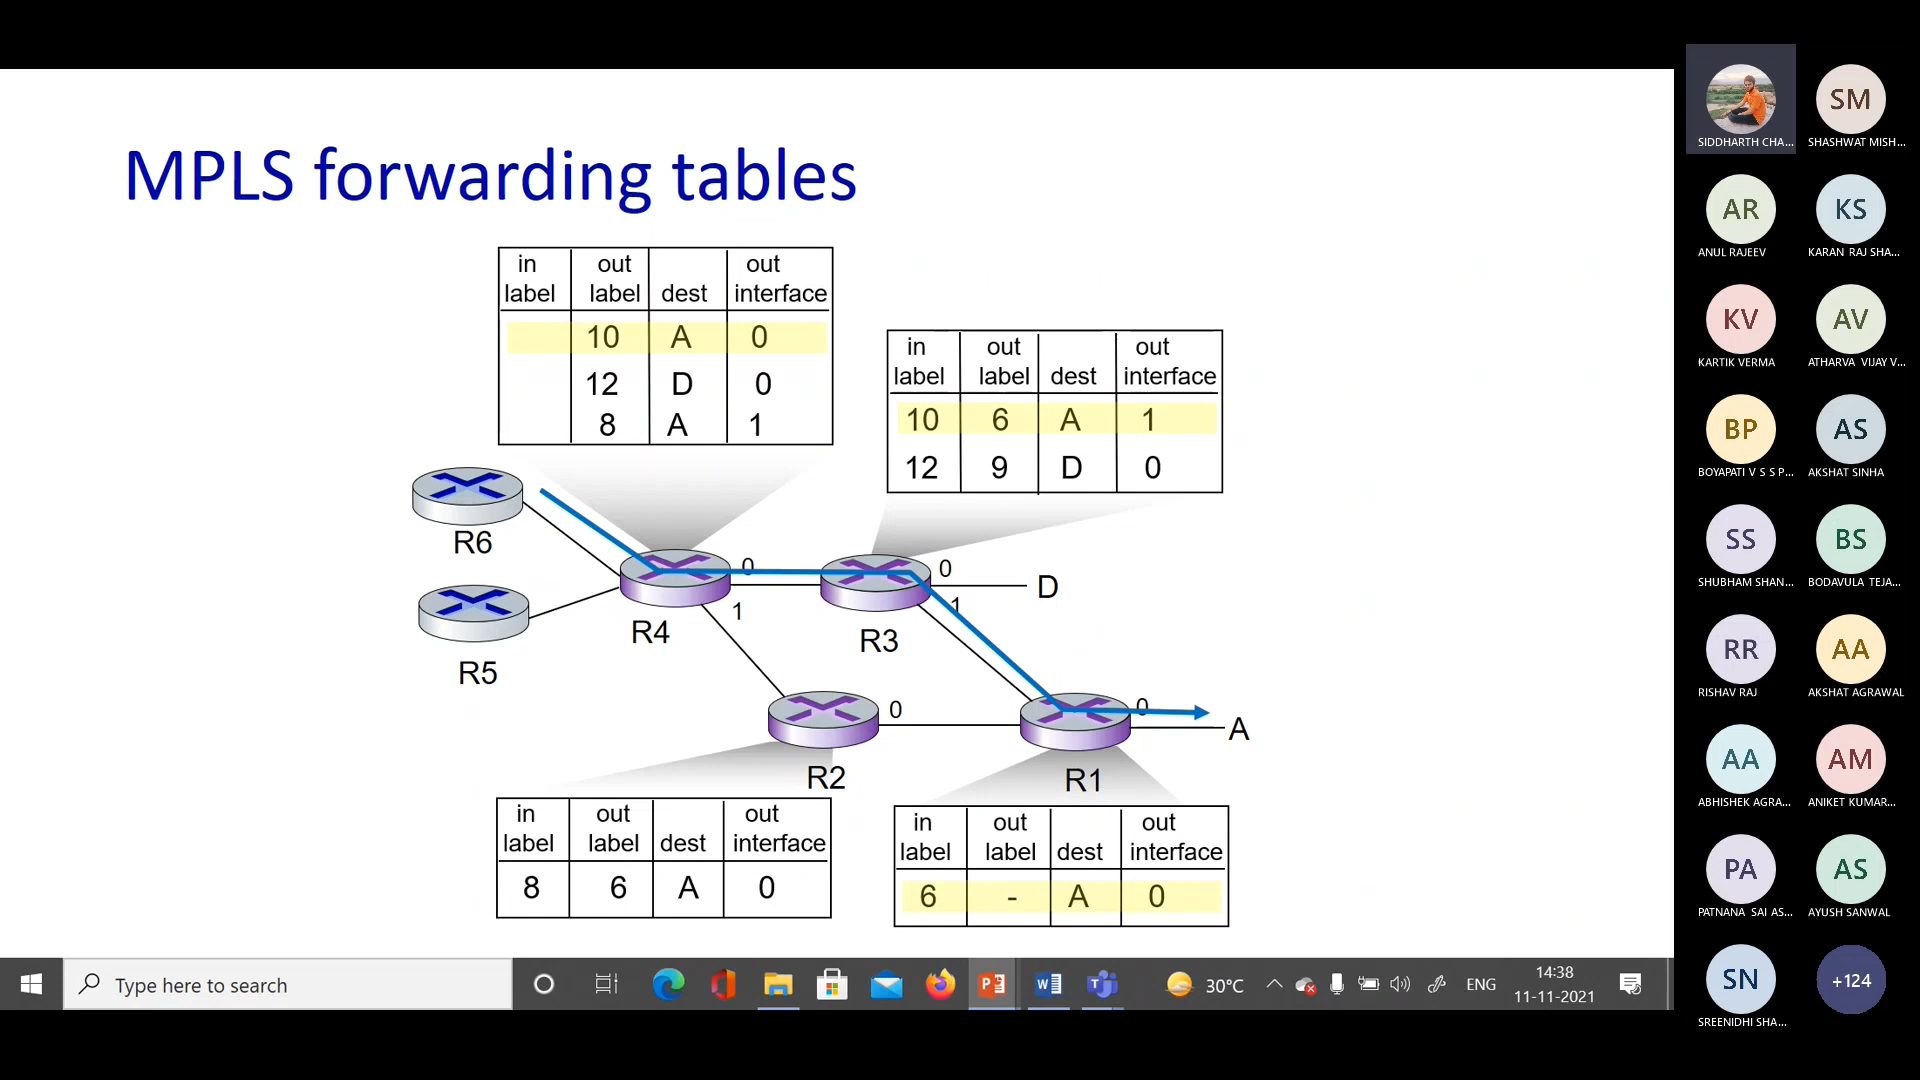 MPLS forwarding tables
in label out label dest out interface
10 A 0
12 D 0
8 A 1
in label out label dest out interface
10 6 A 1
12 9 D 0
R6
R5
R4
0
1
R3
0
1
D
R2
0
R1
0
A
in label out label dest out interface
8 6 A 0
in label out label dest out interface
6 - A 0
SIDDHARTH CHA...
SM
SHASHWAT MISH...
AR
ANUL RAJEEV
KS
KARAN RAJ SHA...
KV
KARTIK VERMA
AV
ATHARVA VIJAY V...
BP
BOYAPATI V S S P...
AS
AKSHAT SINHA
SS
SHUBHAM SHAN...
BS
BODAVULA TEJA...
RR
RISHAV RAJ
AA
AKSHAT AGRAWAL
AA
ABHISHEK AGRA...
AM
ANIKET KUMAR...
PA
PATNANA SAI AS...
AS
AYUSH SANWAL
SN
SREENIDHI SHA...
+124
Type here to search
30°C
ENG
14:38
11-11-2021